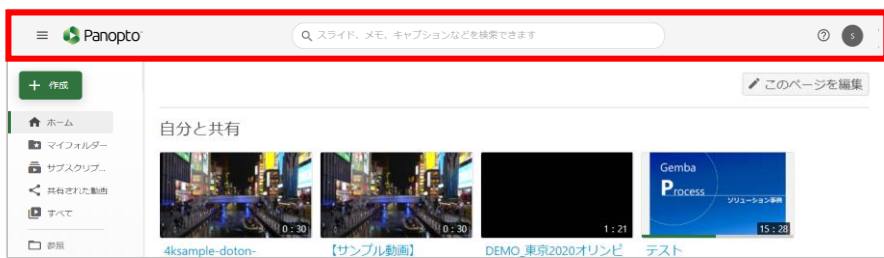 Panopto
スライド、メモ、キャプションなどを検索できます
S
+ 作成
このページを編集
ホーム
マイフォルダー
サブスクリプ...
共有された動画
すべて
参照
自分と共有
0:30
0:30
1:21
Gemba
Process
ソリューション事例
15:28
4ksample-doton-
【サンプル動画】
DEMO_東京2020オリンピ
テスト